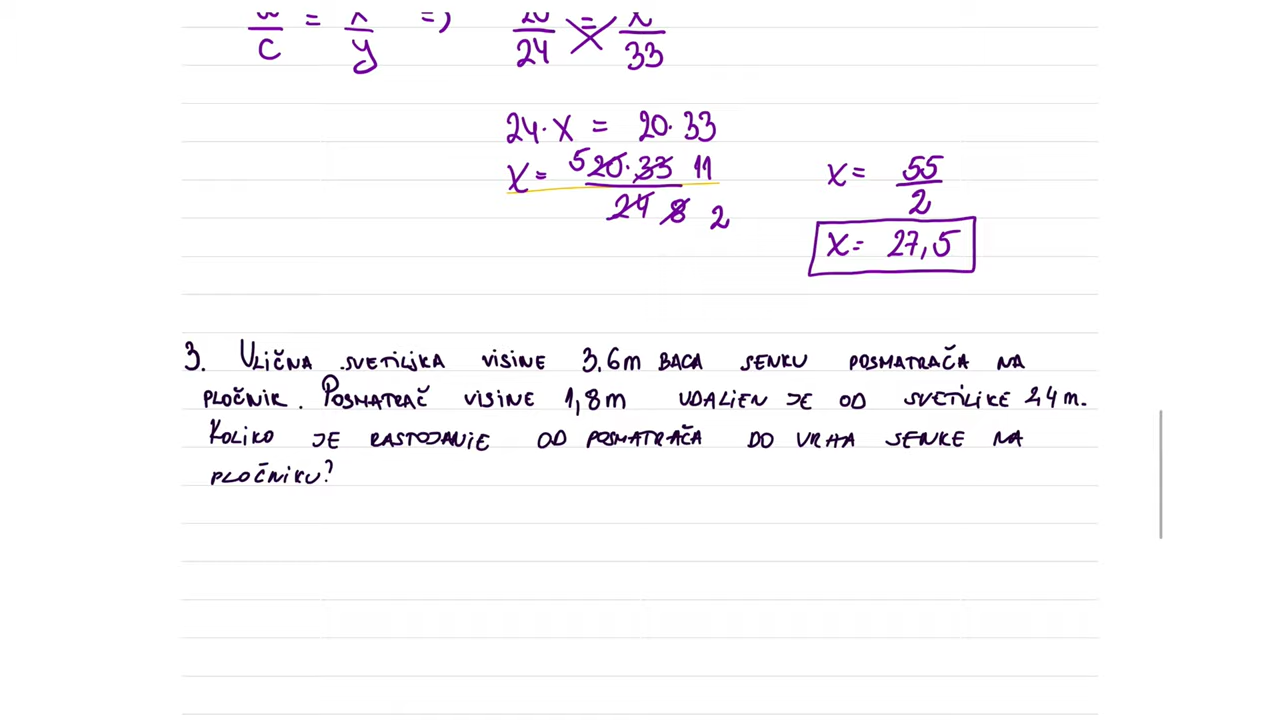 C = y => 24 = 33
24·x = 20·33
x = 5 20·33 11
24 8 2
x = 55
2
x = 27,5
3. ULIČNA SVETILJKA VISINE 3,6m BACA SENKU POSMATRAČA NA
PLOČNIK. POSMATRAČ VISINE 1,8m UDALJEN JE OD SVETILJKE 2,4m.
KOLIKO JE RASTOJANJE OD POSMATRAČA DO VRHA SENKE NA
PLOČNIKU?